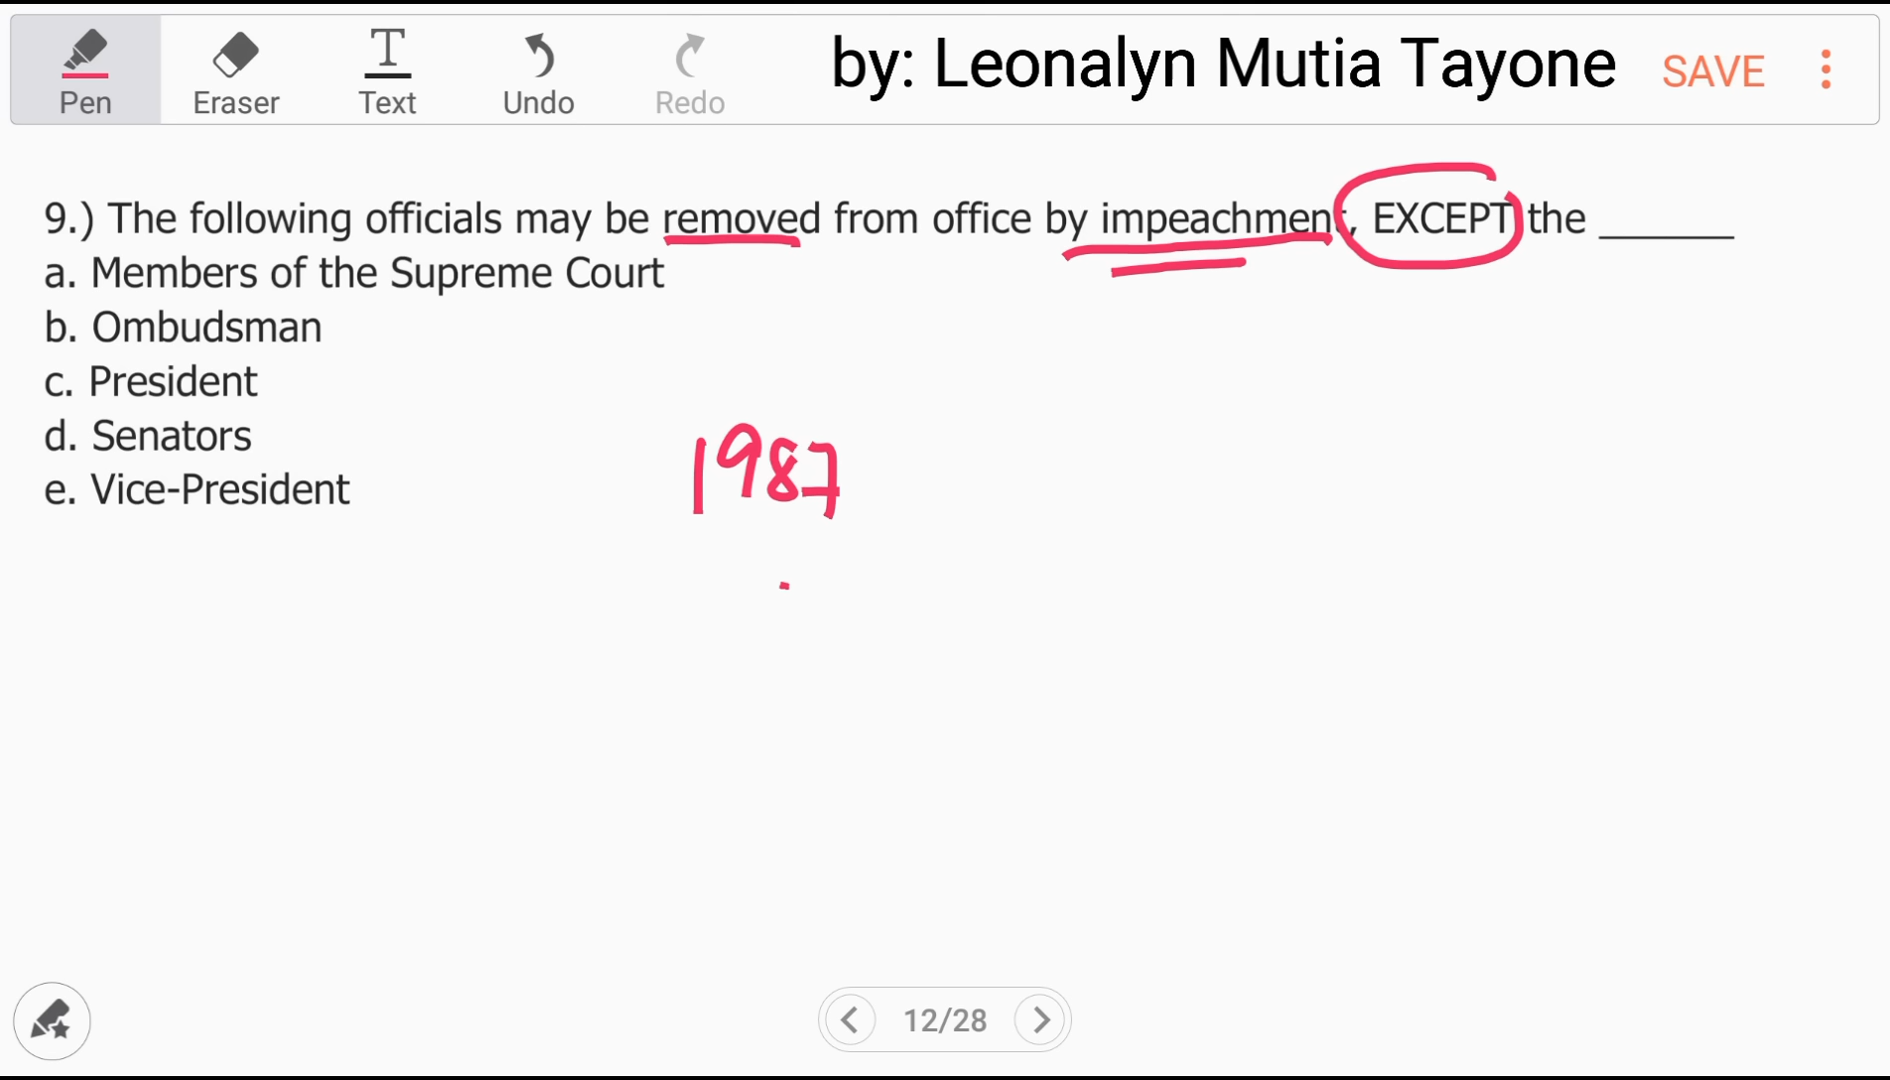 Pen
Eraser
Text
Undo
Redo
by: Leonalyn Mutia Tayone
SAVE
9.) The following officials may be removed from office by impeachment, EXCEPT the _______
a. Members of the Supreme Court
b. Ombudsman
c. President
d. Senators
e. Vice-President
1987
12/28